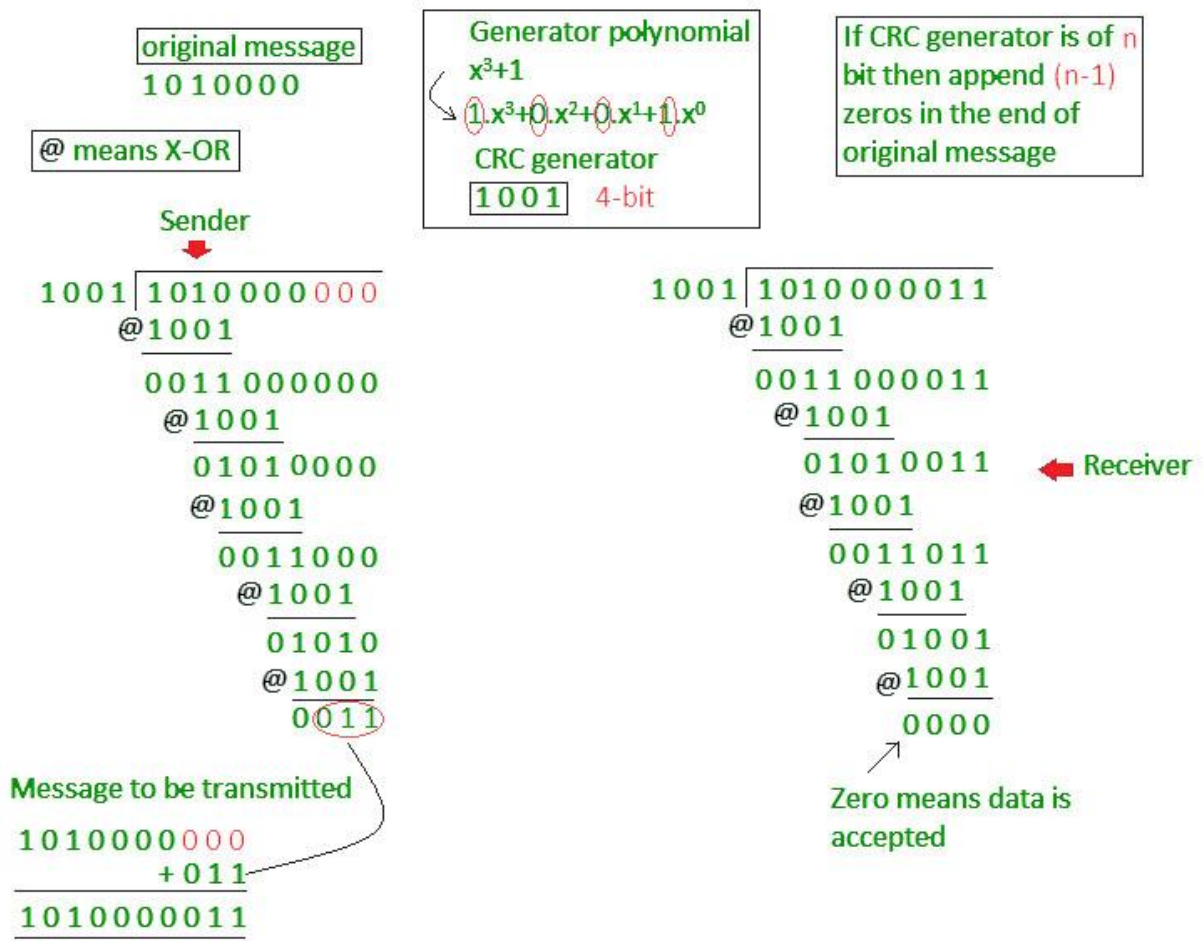 original message
1010000
@ means X-OR
Generator polynomial
x³+1
1.x³+0.x²+0.x¹+1.x⁰
CRC generator
1001 4-bit
If CRC generator is of n
bit then append (n-1)
zeros in the end of
original message
Sender
1001 1010000000
@1001
0011000000
@1001
01010000
@1001
0011000
@1001
01010
@1001
0011
Message to be transmitted
1010000000
+011
1010000011
1001 1010000011
@1001
0011000011
@1001
01010011
@1001
0011011
@1001
01001
@1001
0000
Receiver
Zero means data is
accepted